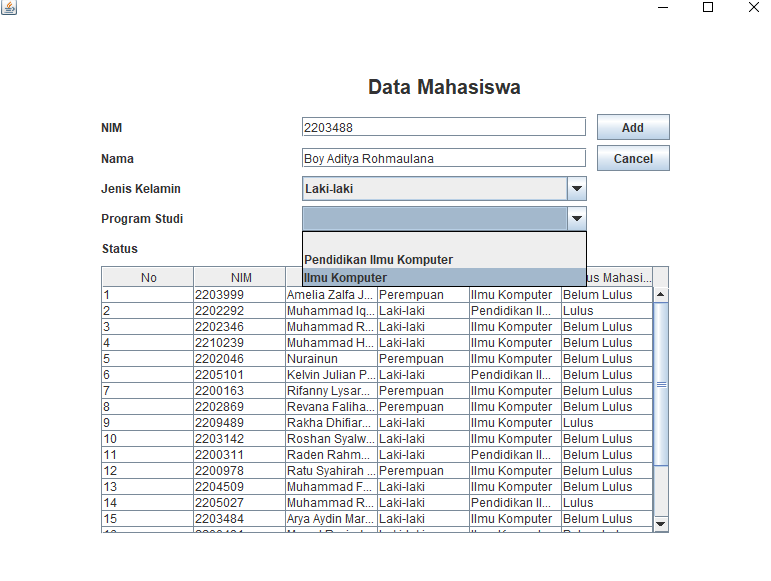 Data Mahasiswa
NIM 2203488 Add
Nama Boy Aditya Rohmaulana Cancel
Jenis Kelamin Laki-laki
Program Studi
Pendidikan Ilmu Komputer
Status
Ilmu Komputer
No NIM us Mahasi...
1 2203999 Amelia Zalfa J... Perempuan Ilmu Komputer Belum Lulus
2 2202292 Muhammad Iq... Laki-laki Pendidikan Il... Lulus
3 2202346 Muhammad R... Laki-laki Ilmu Komputer Belum Lulus
4 2210239 Muhammad H... Laki-laki Ilmu Komputer Belum Lulus
5 2202046 Nurainun Perempuan Ilmu Komputer Belum Lulus
6 2205101 Kelvin Julian P... Laki-laki Pendidikan Il... Belum Lulus
7 2200163 Rifanny Lysar... Perempuan Ilmu Komputer Belum Lulus
8 2202869 Revana Faliha... Perempuan Ilmu Komputer Belum Lulus
9 2209489 Rakha Dhifiar... Laki-laki Ilmu Komputer Lulus
10 2203142 Roshan Syalw... Laki-laki Ilmu Komputer Belum Lulus
11 2200311 Raden Rahm... Laki-laki Pendidikan Il... Belum Lulus
12 2200978 Ratu Syahirah ... Perempuan Ilmu Komputer Belum Lulus
13 2204509 Muhammad F... Laki-laki Ilmu Komputer Belum Lulus
14 2205027 Muhammad R... Laki-laki Pendidikan Il... Lulus
15 2203484 Arya Aydin Mar... Laki-laki Ilmu Komputer Belum Lulus